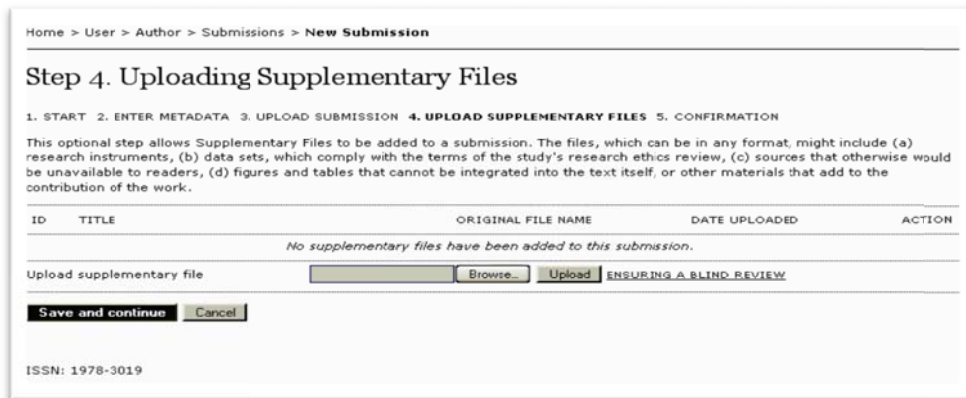 Home > User > Author > Submissions > New Submission
Step 4. Uploading Supplementary Files
1. START 2. ENTER METADATA 3. UPLOAD SUBMISSION 4. UPLOAD SUPPLEMENTARY FILES 5. CONFIRMATION
This optional step allows Supplementary Files to be added to a submission. The files, which can be in any format, might include (a)
research instruments, (b) data sets, which comply with the terms of the study's research ethics review, (c) sources that otherwise would
be unavailable to readers, (d) figures and tables that cannot be integrated into the text itself, or other materials that add to the
contribution of the work.
ID TITLE ORIGINAL FILE NAME DATE UPLOADED ACTION
No supplementary files have been added to this submission.
Upload supplementary file Browse... Upload ENSURING A BLIND REVIEW
Save and continue Cancel
ISSN: 1978-3019